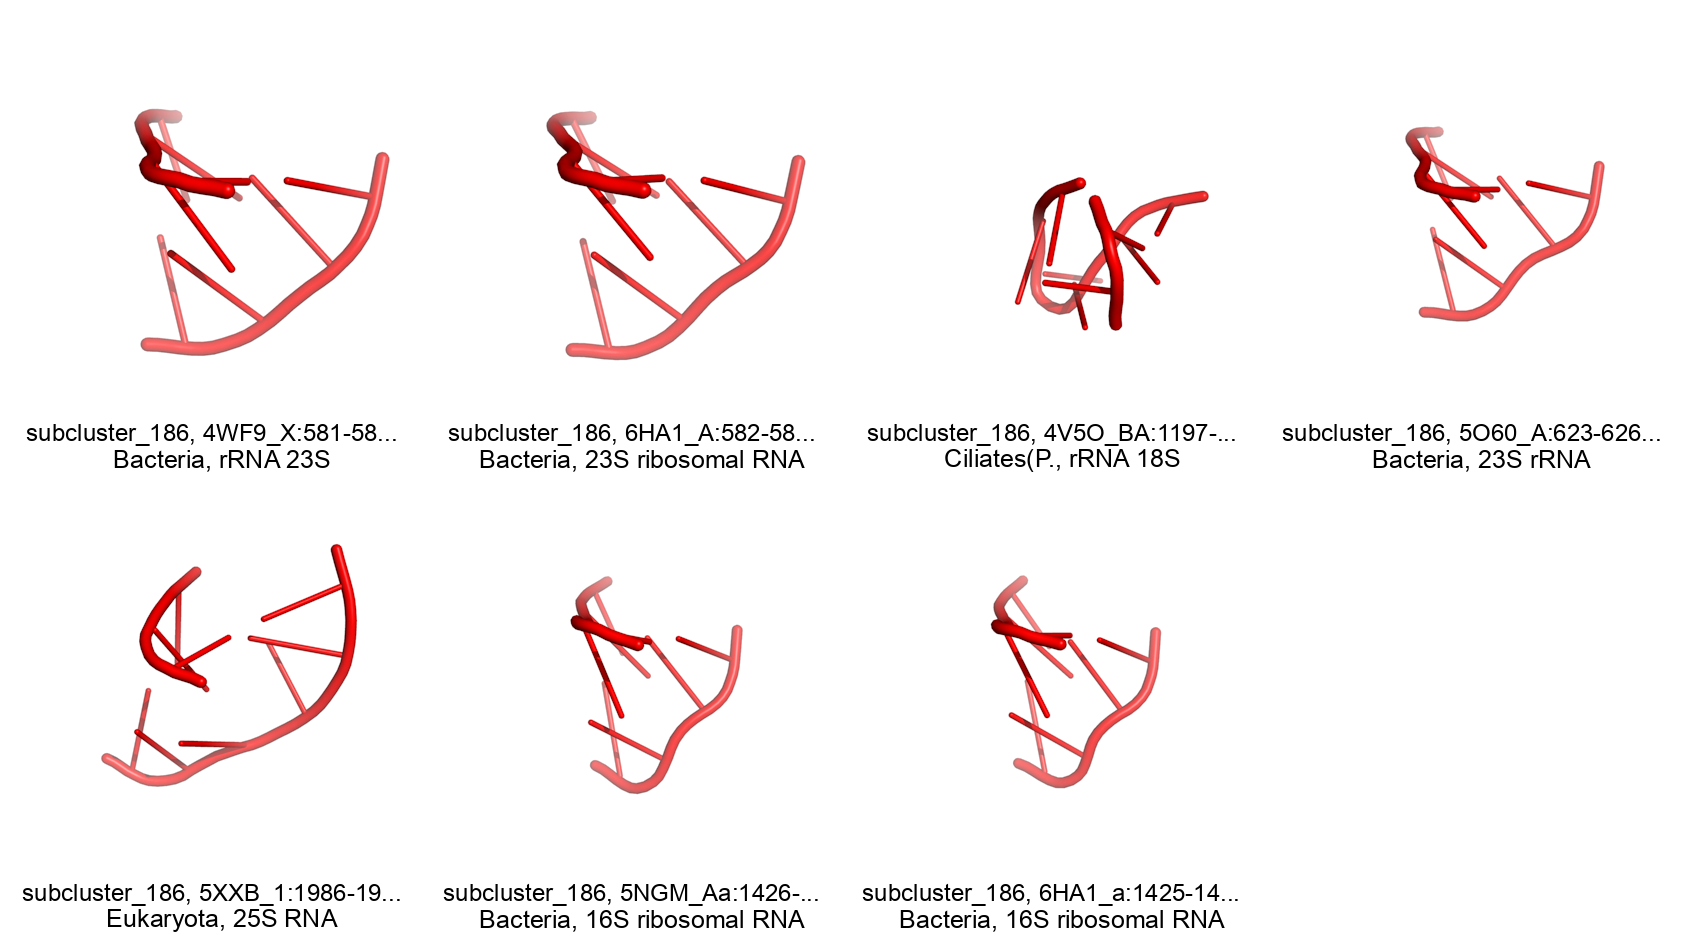 subcluster_186, 4WF9_X:581-58...
Bacteria, rRNA 23S
subcluster_186, 6HA1_A:582-58...
Bacteria, 23S ribosomal RNA
subcluster_186, 4V5O_BA:1197-...
Ciliates(P., rRNA 18S
subcluster_186, 5O60_A:623-626...
Bacteria, 23S rRNA
subcluster_186, 5XXB_1:1986-19...
Eukaryota, 25S RNA
subcluster_186, 5NGM_Aa:1426-...
Bacteria, 16S ribosomal RNA
subcluster_186, 6HA1_a:1425-14...
Bacteria, 16S ribosomal RNA